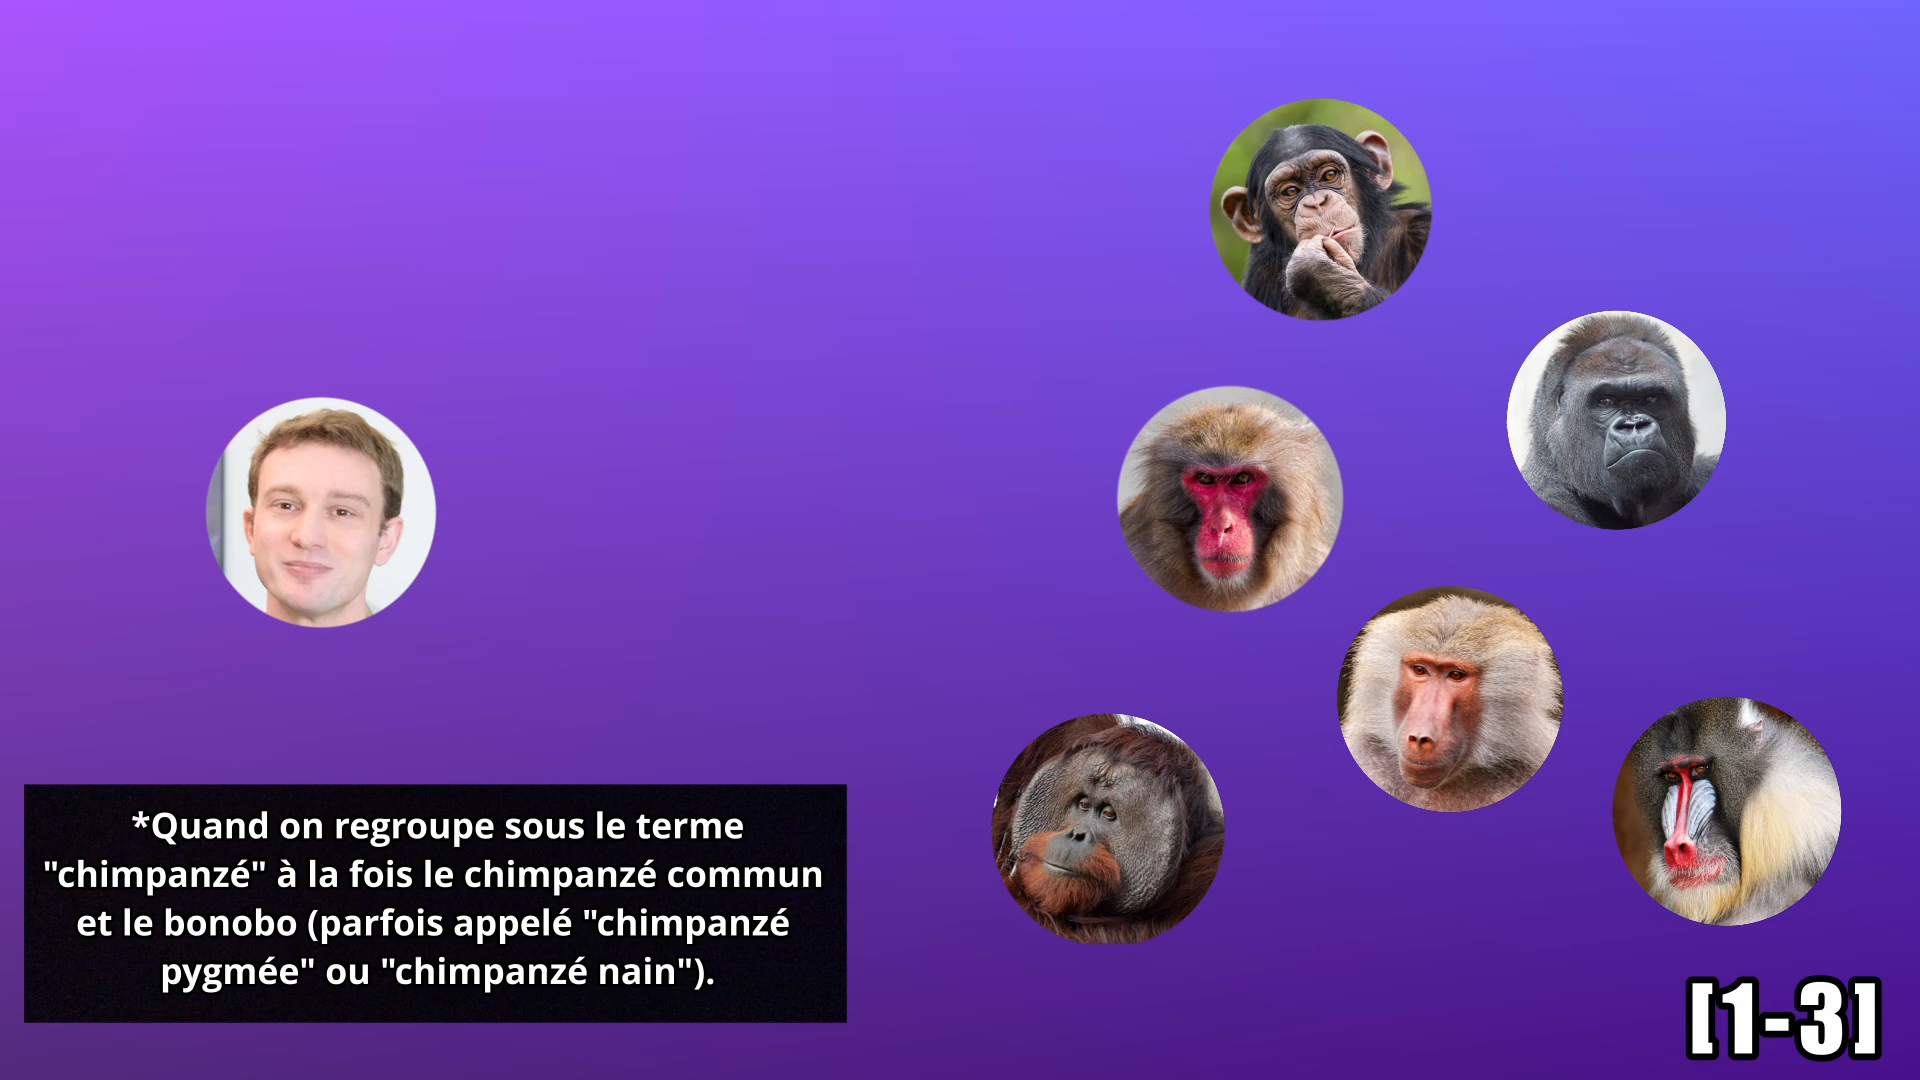 *Quand on regroupe sous le terme
"chimpanzé" à la fois le chimpanzé commun
et le bonobo (parfois appelé "chimpanzé
pygmée" ou "chimpanzé nain").
[1-3]